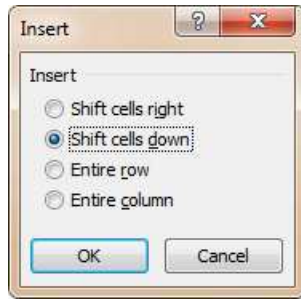 Insert
Insert
Shift cells right
Shift cells down
Entire row
Entire column
OK Cancel